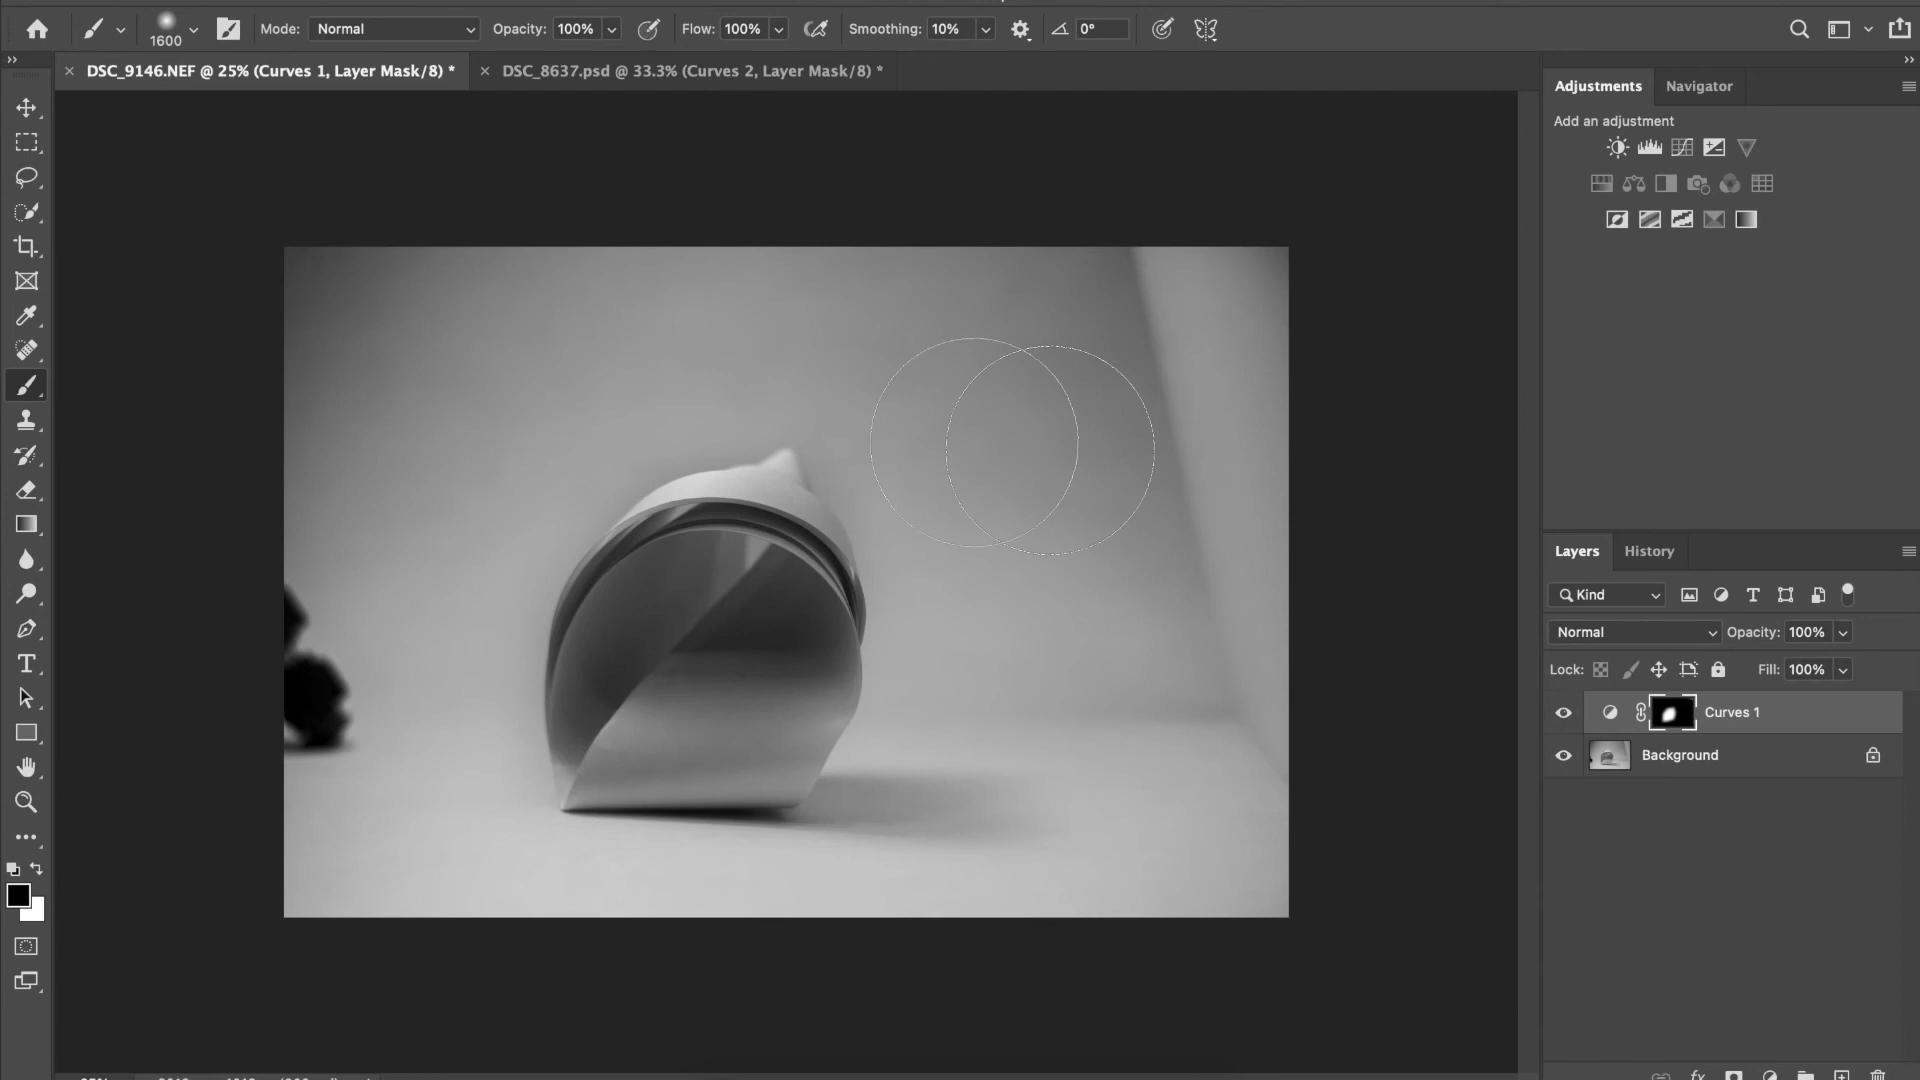 1600
Mode: Normal
Opacity: 100%
Flow: 100%
Smoothing: 10%
0°
DSC_9146.NEF @ 25% (Curves 1, Layer Mask/8) *
DSC_8637.psd @ 33.3% (Curves 2, Layer Mask/8) *
Adjustments
Navigator
Add an adjustment
Layers
History
Kind
Normal
Opacity: 100%
Lock:
Fill: 100%
Curves 1
Background